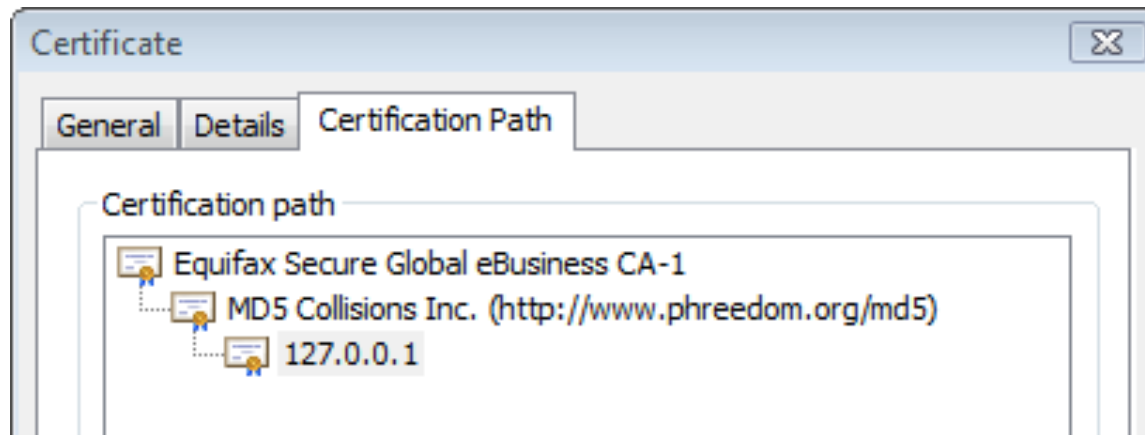 Certificate
General Details Certification Path
Certification path
Equifax Secure Global eBusiness CA-1
MD5 Collisions Inc. (http://www.phreedom.org/md5)
127.0.0.1